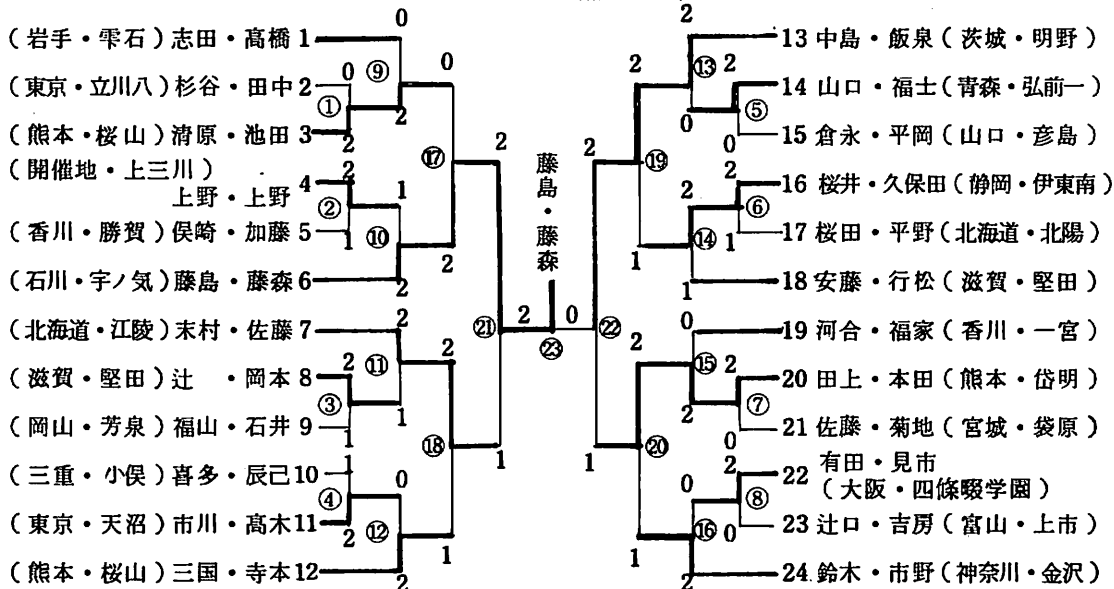 (岩手・雫石)志田・髙橋 1
(東京・立川八)杉谷・田中 2
(熊本・桜山)清原・池田 3
(開催地・上三川)
上野・上野 4
(香川・勝賀)俣崎・加藤 5
(石川・宇ノ気)藤島・藤森 6
(北海道・江陵)末村・佐藤 7
(滋賀・堅田)辻・岡本 8
(岡山・芳泉)福山・石井 9
(三重・小俣)喜多・辰己 10
(東京・天沼)市川・高木 11
(熊本・桜山)三国・寺本 12
0
0
① 0 2
⑨ 0 2
② 2 1
⑩ 1 2
⑰ 0 2
③ 2 1
⑪ 2 1
④ 1 2
⑫ 0 2
⑱ 2 1
㉑ 2 1
藤島・藤森
2 ㉓ 0
㉒ 2 1
⑲ 2 1
⑬ 2 0
⑤ 2 0
⑭ 2 1
⑥ 2 1
⑳ 2 1
⑮ 0 2
⑦ 2 0
⑯ 0 2
⑧ 2 0
13 中島・飯泉(茨城・明野)
14 山口・福士(青森・弘前一)
15 倉永・平岡(山口・彦島)
16 桜井・久保田(静岡・伊東南)
17 桜田・平野(北海道・北陽)
18 安藤・行松(滋賀・堅田)
19 河合・福家(香川・一宮)
20 田上・本田(熊本・岱明)
21 佐藤・菊地(宮城・袋原)
22 有田・見市
(大阪・四條畷学園)
23 辻口・吉房(富山・上市)
24 鈴木・市野(神奈川・金沢)